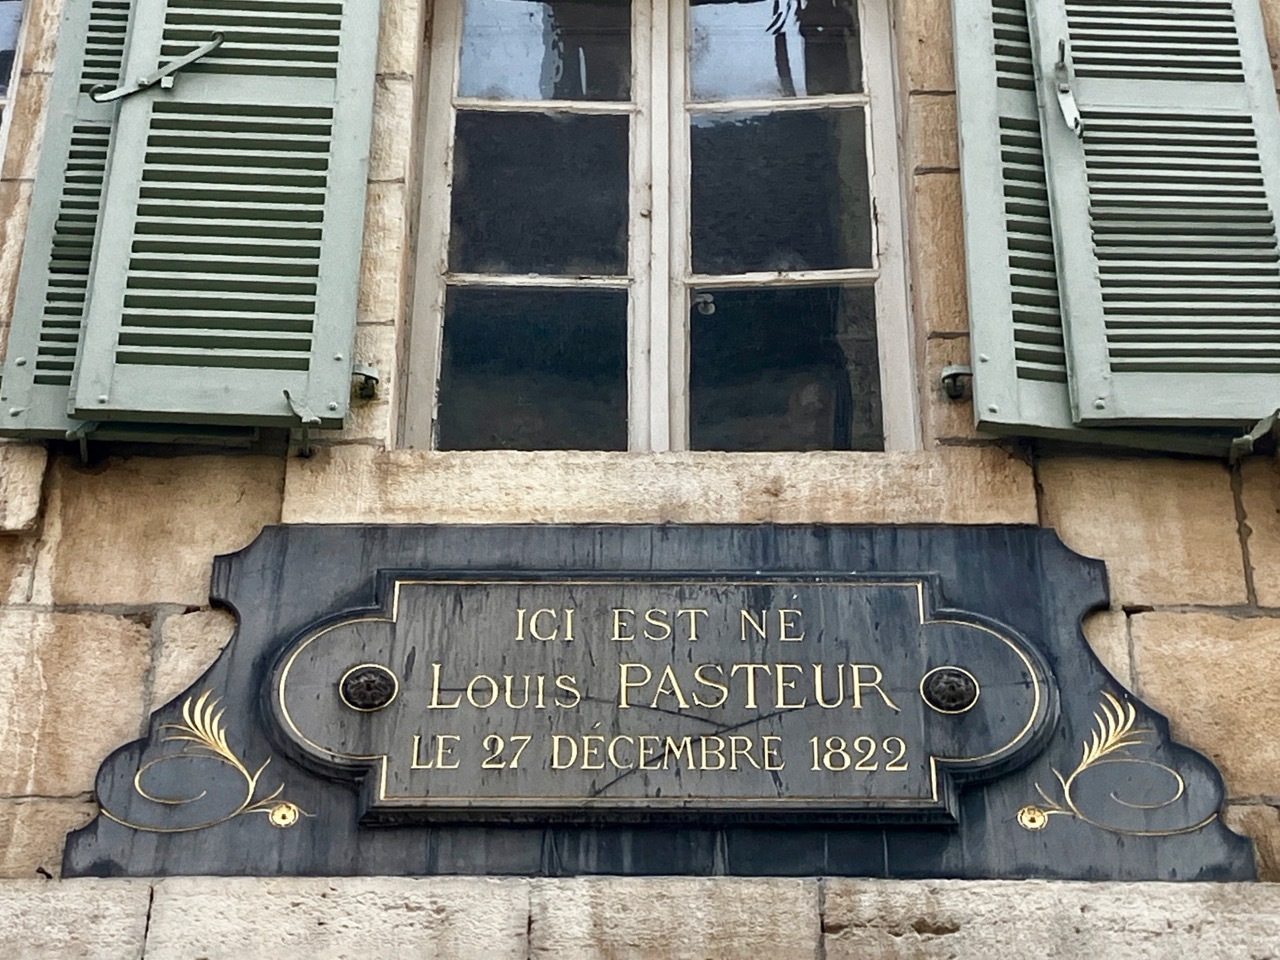 ICI EST NÉ
LOUIS PASTEUR
LE 27 DÉCEMBRE 1822